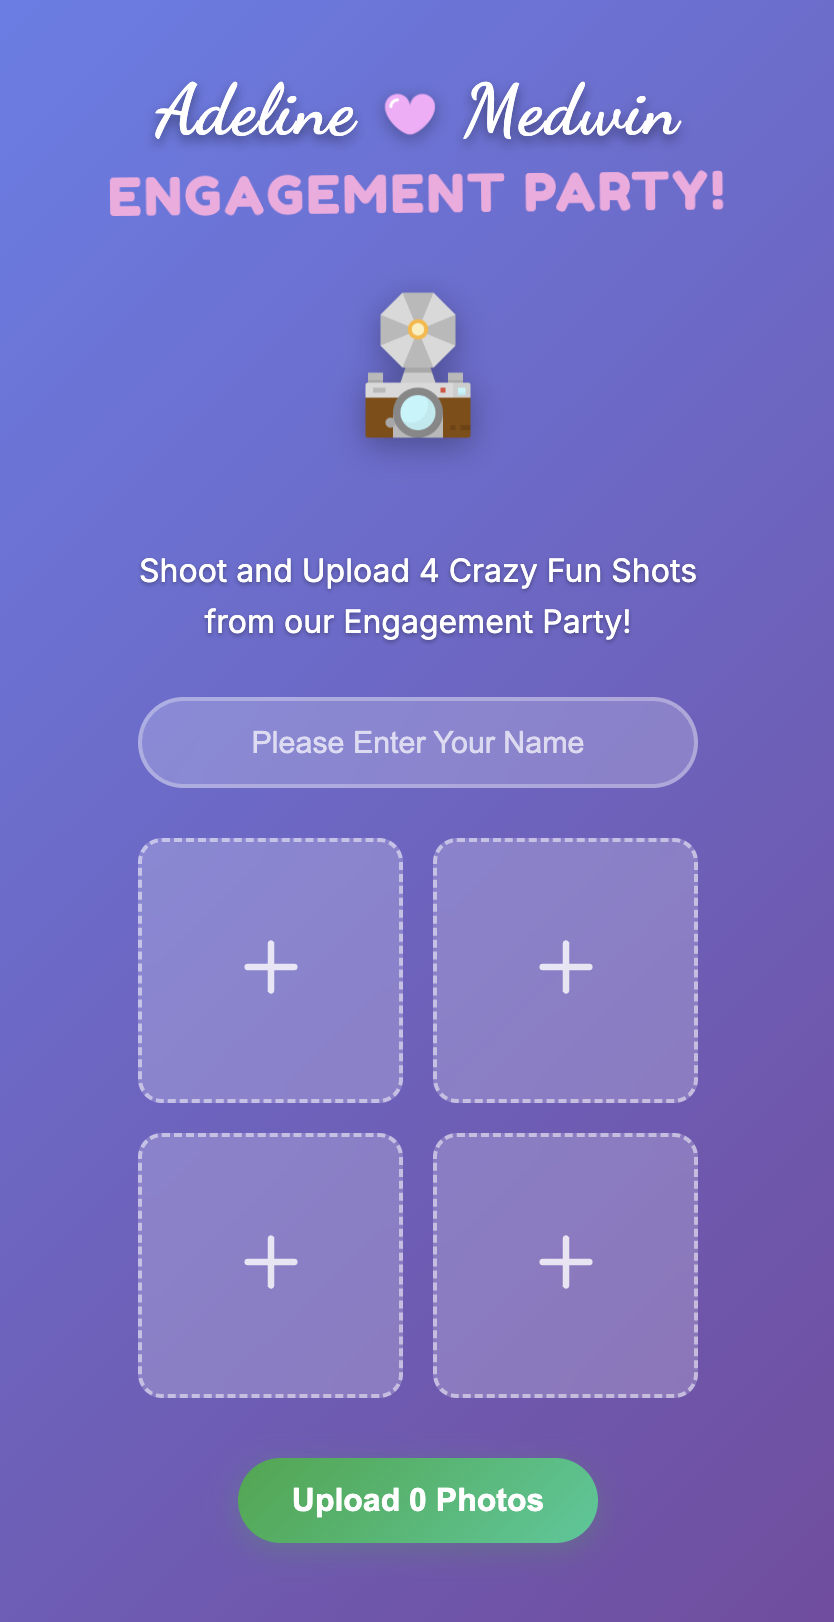 Adeline 💗 Medwin
ENGAGEMENT PARTY!
Shoot and Upload 4 Crazy Fun Shots
from our Engagement Party!
Please Enter Your Name
Upload 0 Photos